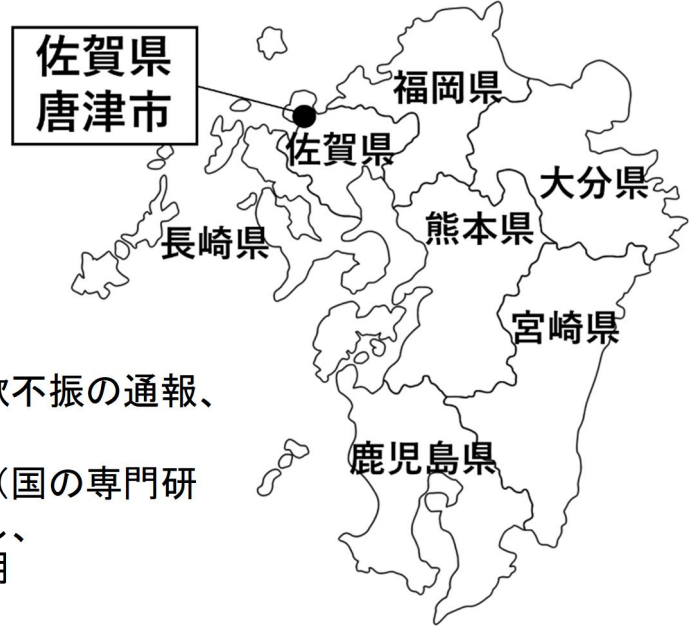 佐賀県
唐津市
福岡県
佐賀県
大分県
熊本県
長崎県
宮崎県
欲不振の通報、
鹿児島県
（国の専門研
し、